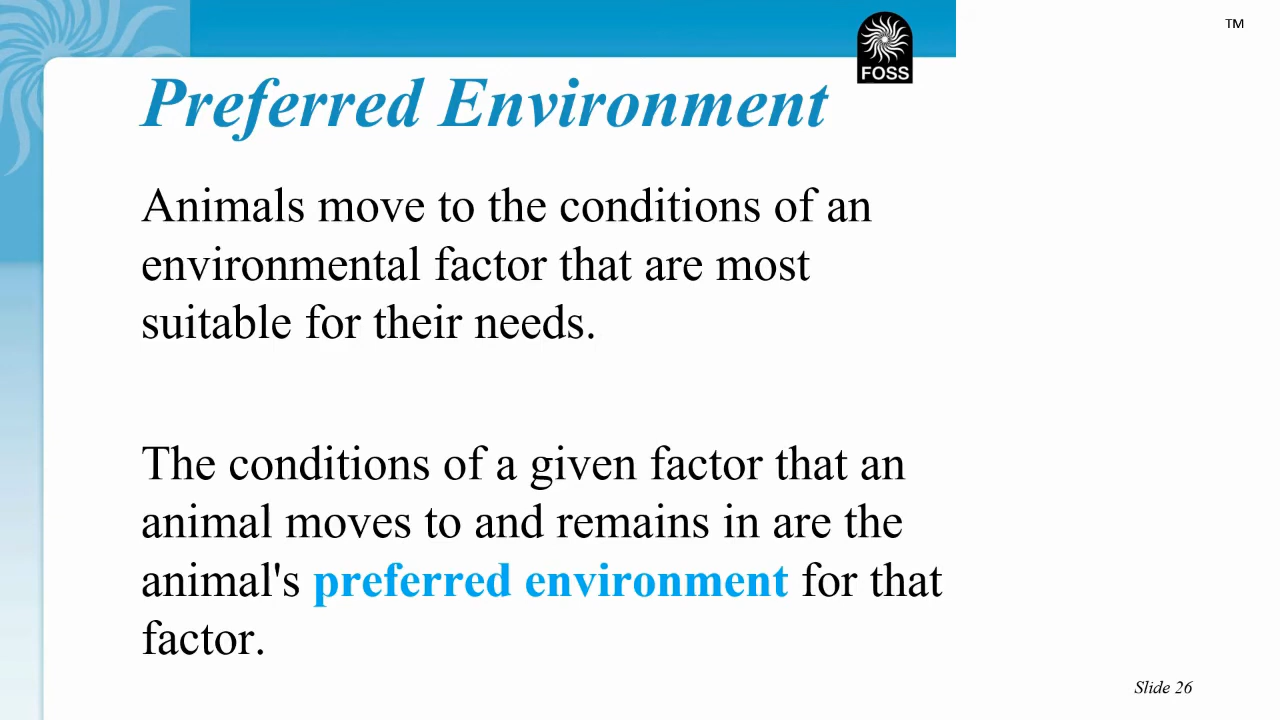 TM
FOSS
Preferred Environment
Animals move to the conditions of an
environmental factor that are most
suitable for their needs.
The conditions of a given factor that an
animal moves to and remains in are the
animal's preferred environment for that
factor.
Slide 26